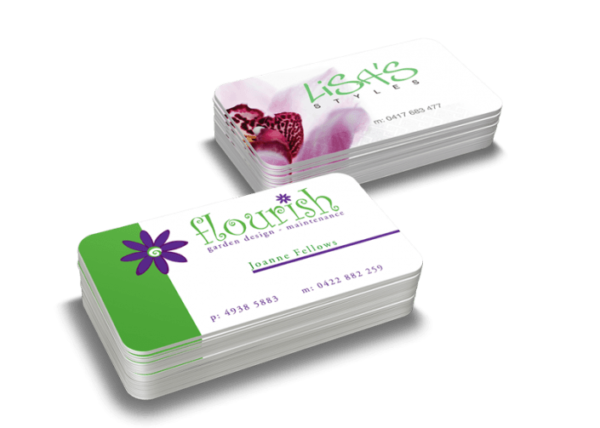 LiSA'S
STYLES
m: 0417 683 477
flourish
garden design - maintenance
Joanne Fellows
p: 4938 5883 m: 0422 882 259